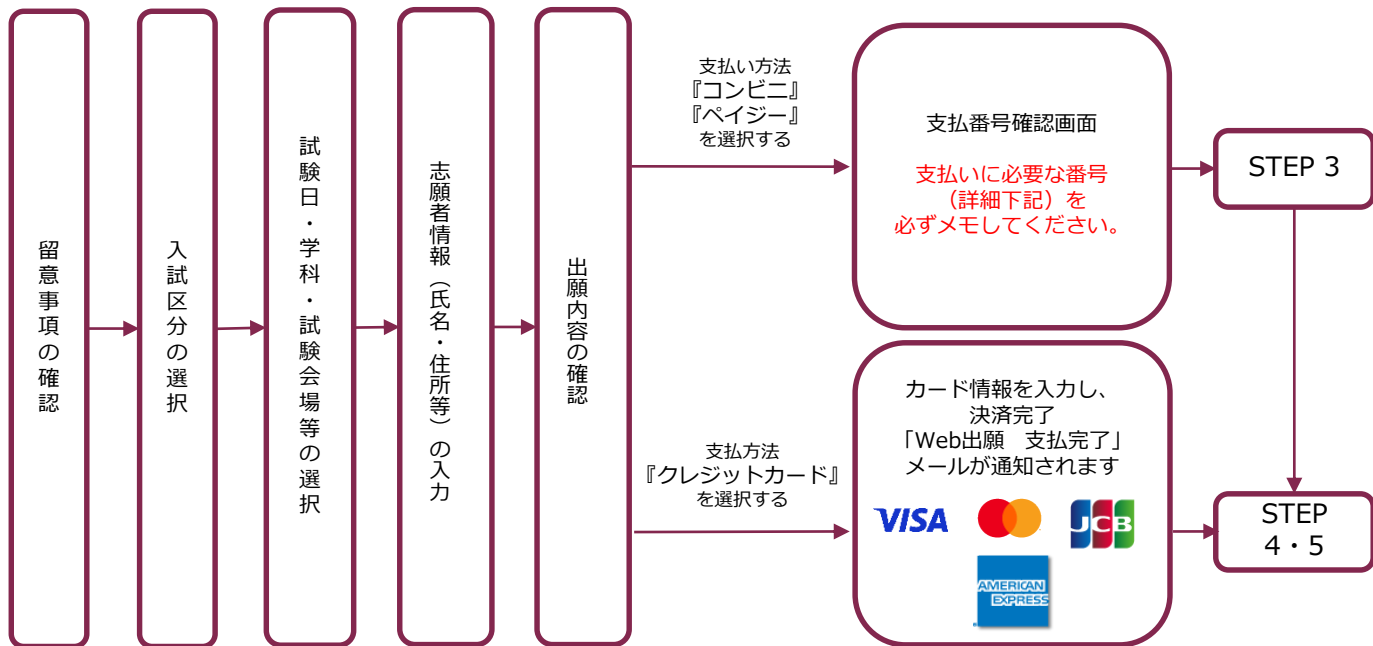 留意事項の確認
入試区分の選択
試験日・学科・試験会場等の選択
志願者情報（氏名・住所等）の入力
出願内容の確認
支払い方法
『コンビニ』
『ペイジー』
を選択する
支払番号確認画面
支払いに必要な番号
（詳細下記）を
必ずメモしてください。
STEP 3
支払方法
『クレジットカード』
を選択する
カード情報を入力し、
決済完了
「Web出願　支払完了」
メールが通知されます
VISA
JCB
AMERICAN
EXPRESS
STEP
4・5